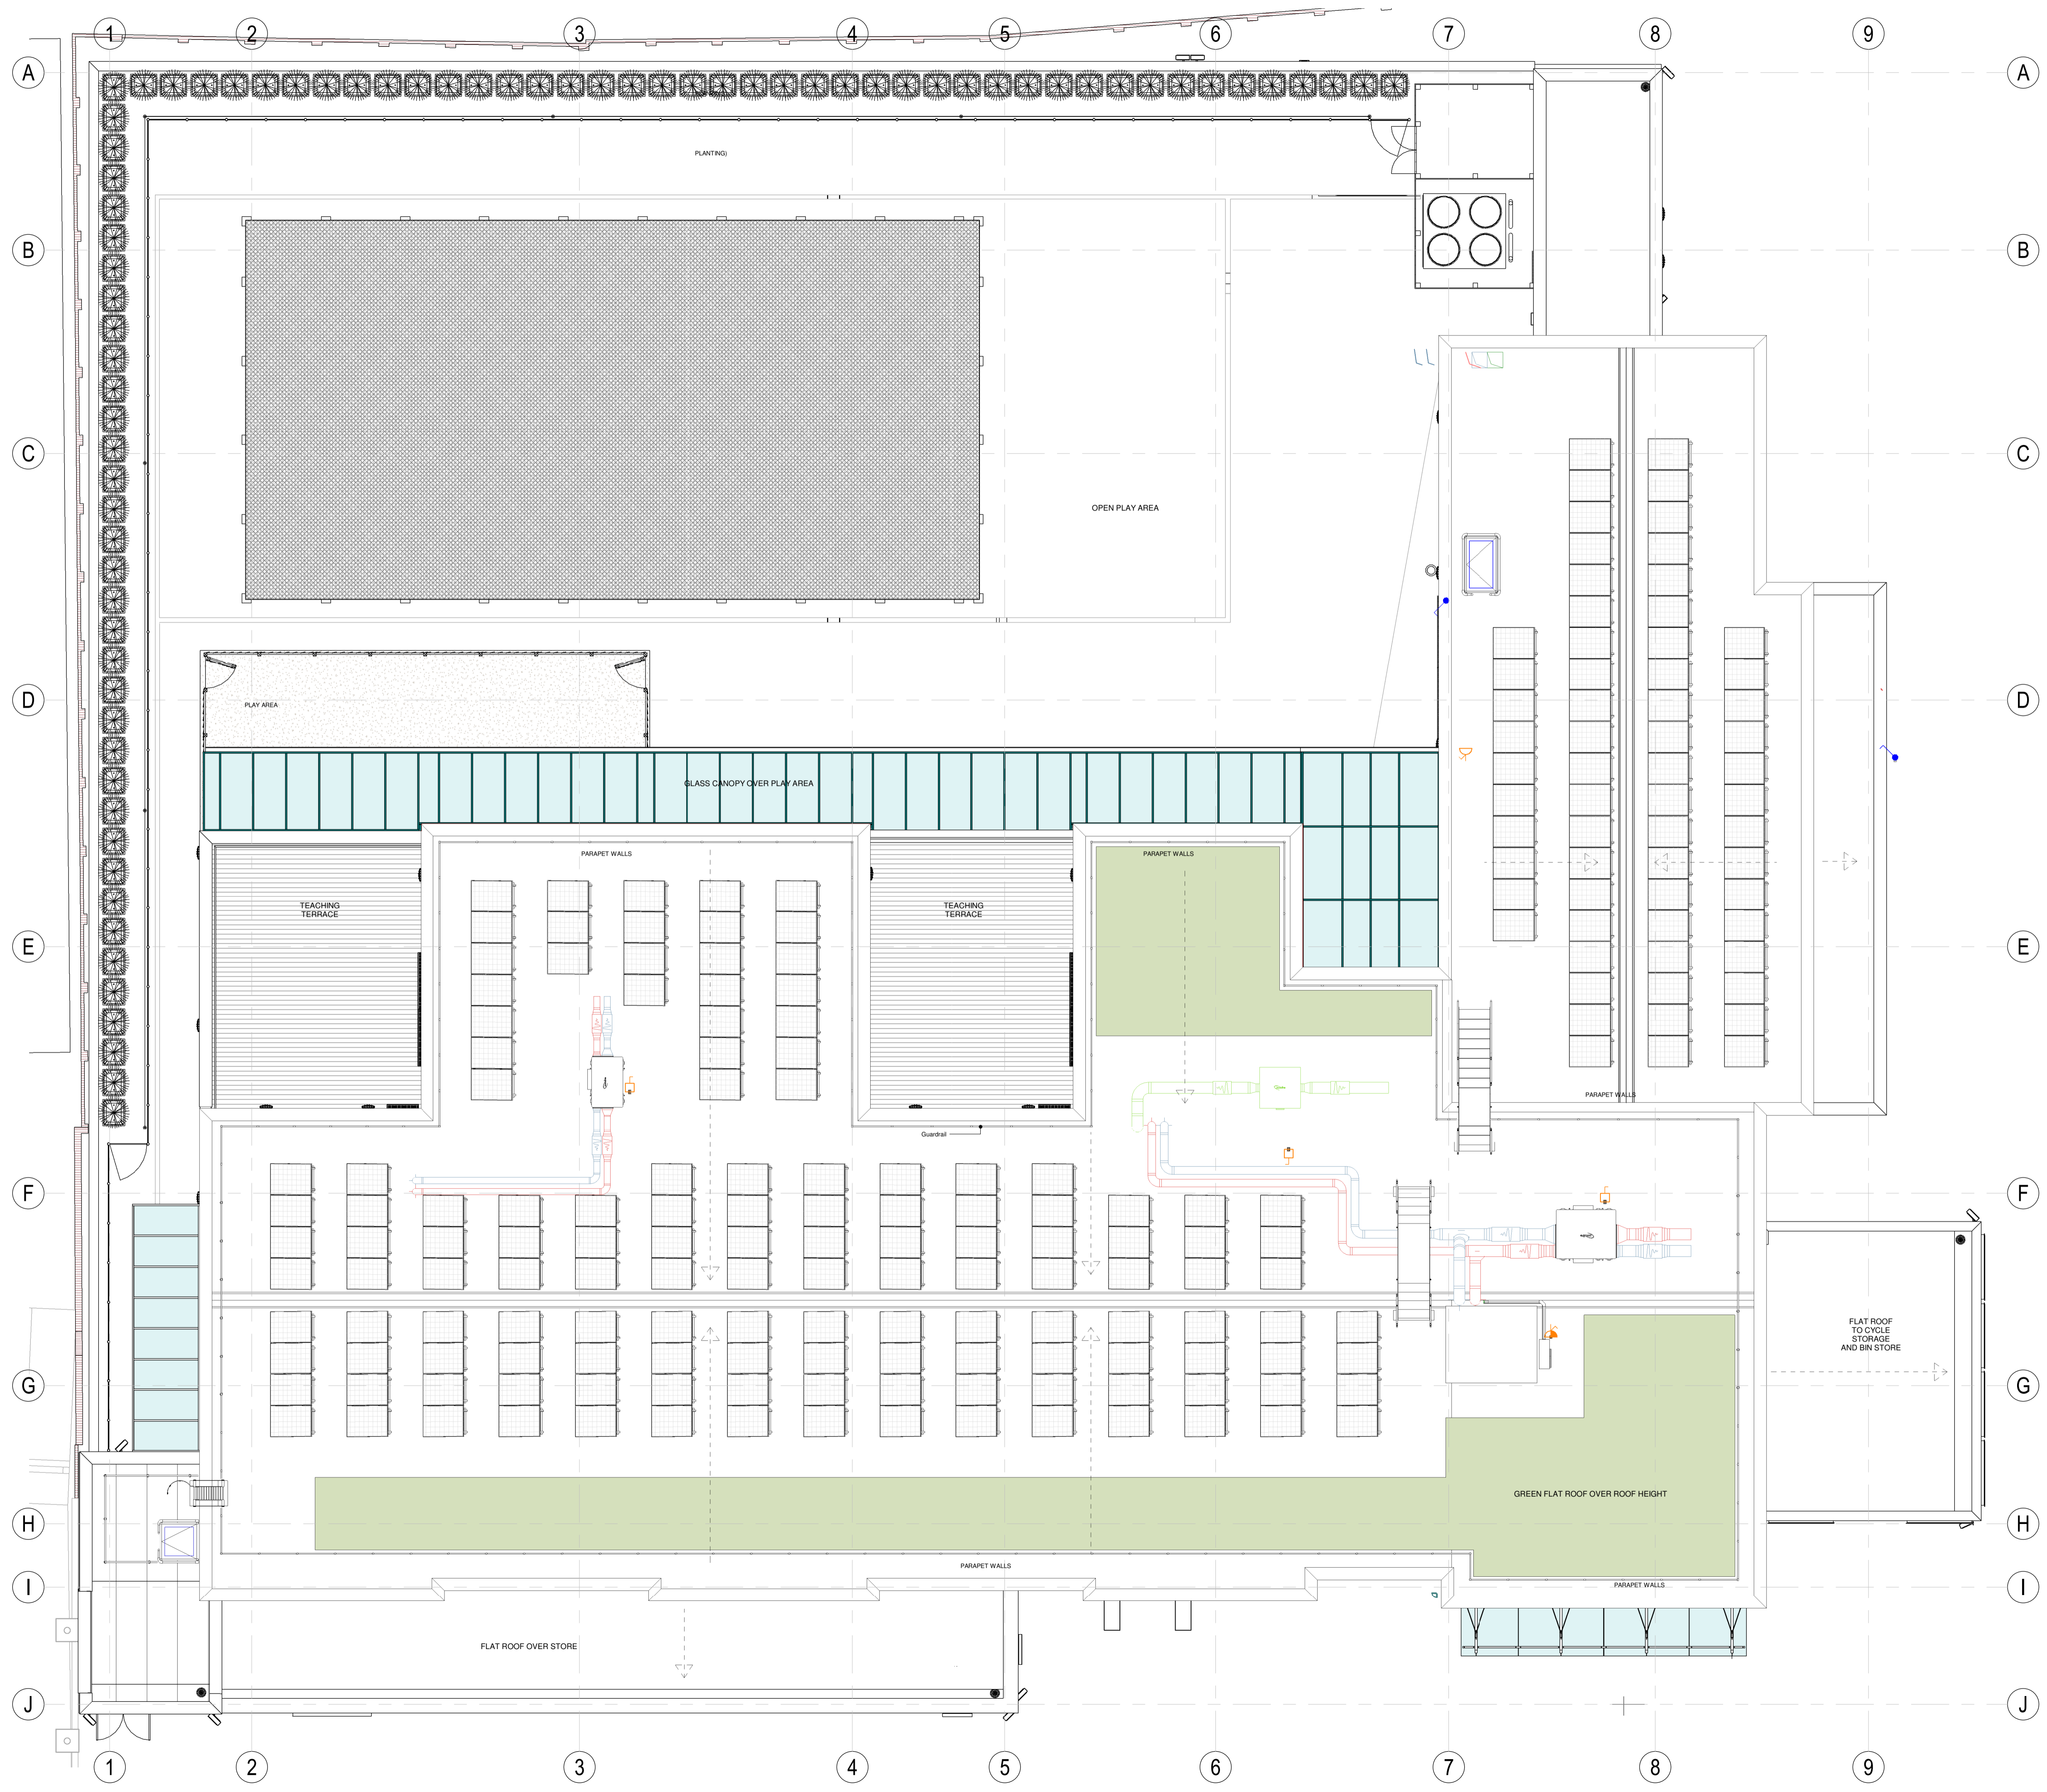 1 2 3 4 5 6 7 8 9
A A
PLANTING)
B B
C C
OPEN PLAY AREA
D D
PLAY AREA
GLASS CANOPY OVER PLAY AREA
PARAPET WALLS
PARAPET WALLS
TEACHING
TERRACE
TEACHING
TERRACE
E E
PARAPET WALLS
Guardrail
F F
FLAT ROOF
TO CYCLE
STORAGE
AND BIN STORE
G G
GREEN FLAT ROOF OVER ROOF HEIGHT
H H
PARAPET WALLS
PARAPET WALLS
I I
FLAT ROOF OVER STORE
J J
1 2 3 4 5 6 7 8 9